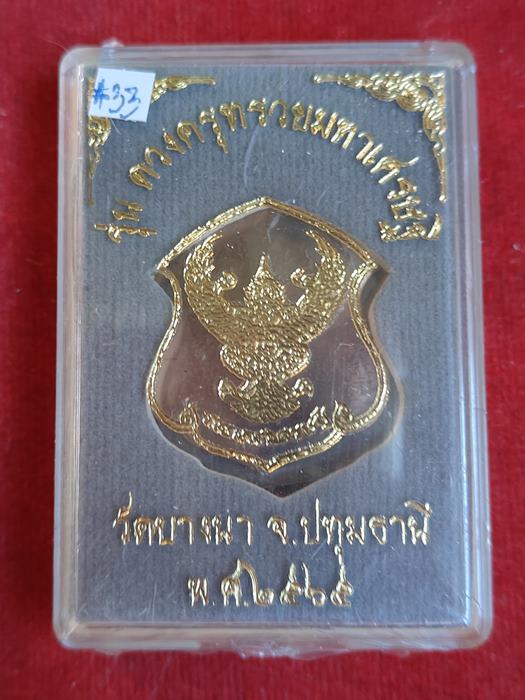 #33
รุ่น ดวงครุฑรวยมหาเศรษฐี
วัดบางนา จ.ปทุมธานี
พ.ศ.๒๕๖๕